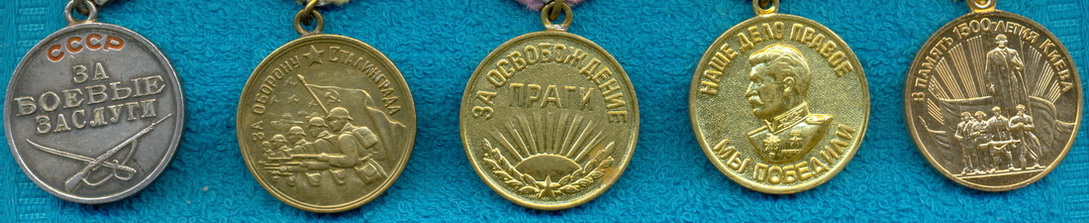 СССР
ЗА
БОЕВЫЕ
ЗАСЛУГИ
ЗА ОБОРОНУ СТАЛИНГРАДА
ЗА ОСВОБОЖДЕНИЕ
ПРАГИ
НАШЕ ДЕЛО ПРАВОЕ
МЫ ПОБЕДИЛИ
В ПАМЯТЬ 1500-ЛЕТИЯ КИЕВА